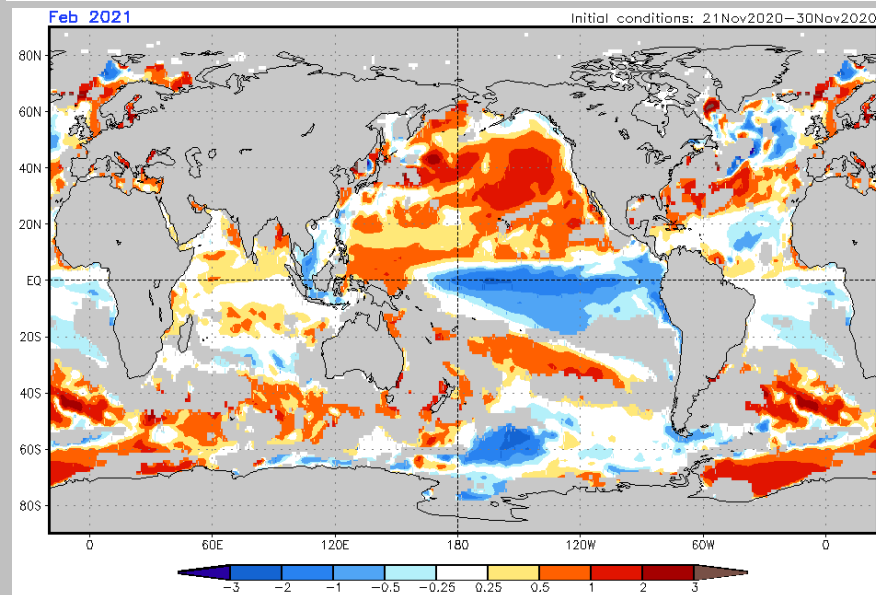 Feb 2021
Initial conditions: 21Nov2020−30Nov2020
80N
60N
40N
20N
EQ
20S
40S
60S
80S
0 60E 120E 180 120W 60W 0
−3 −2 −1 −0.5 −0.25 0.25 0.5 1 2 3